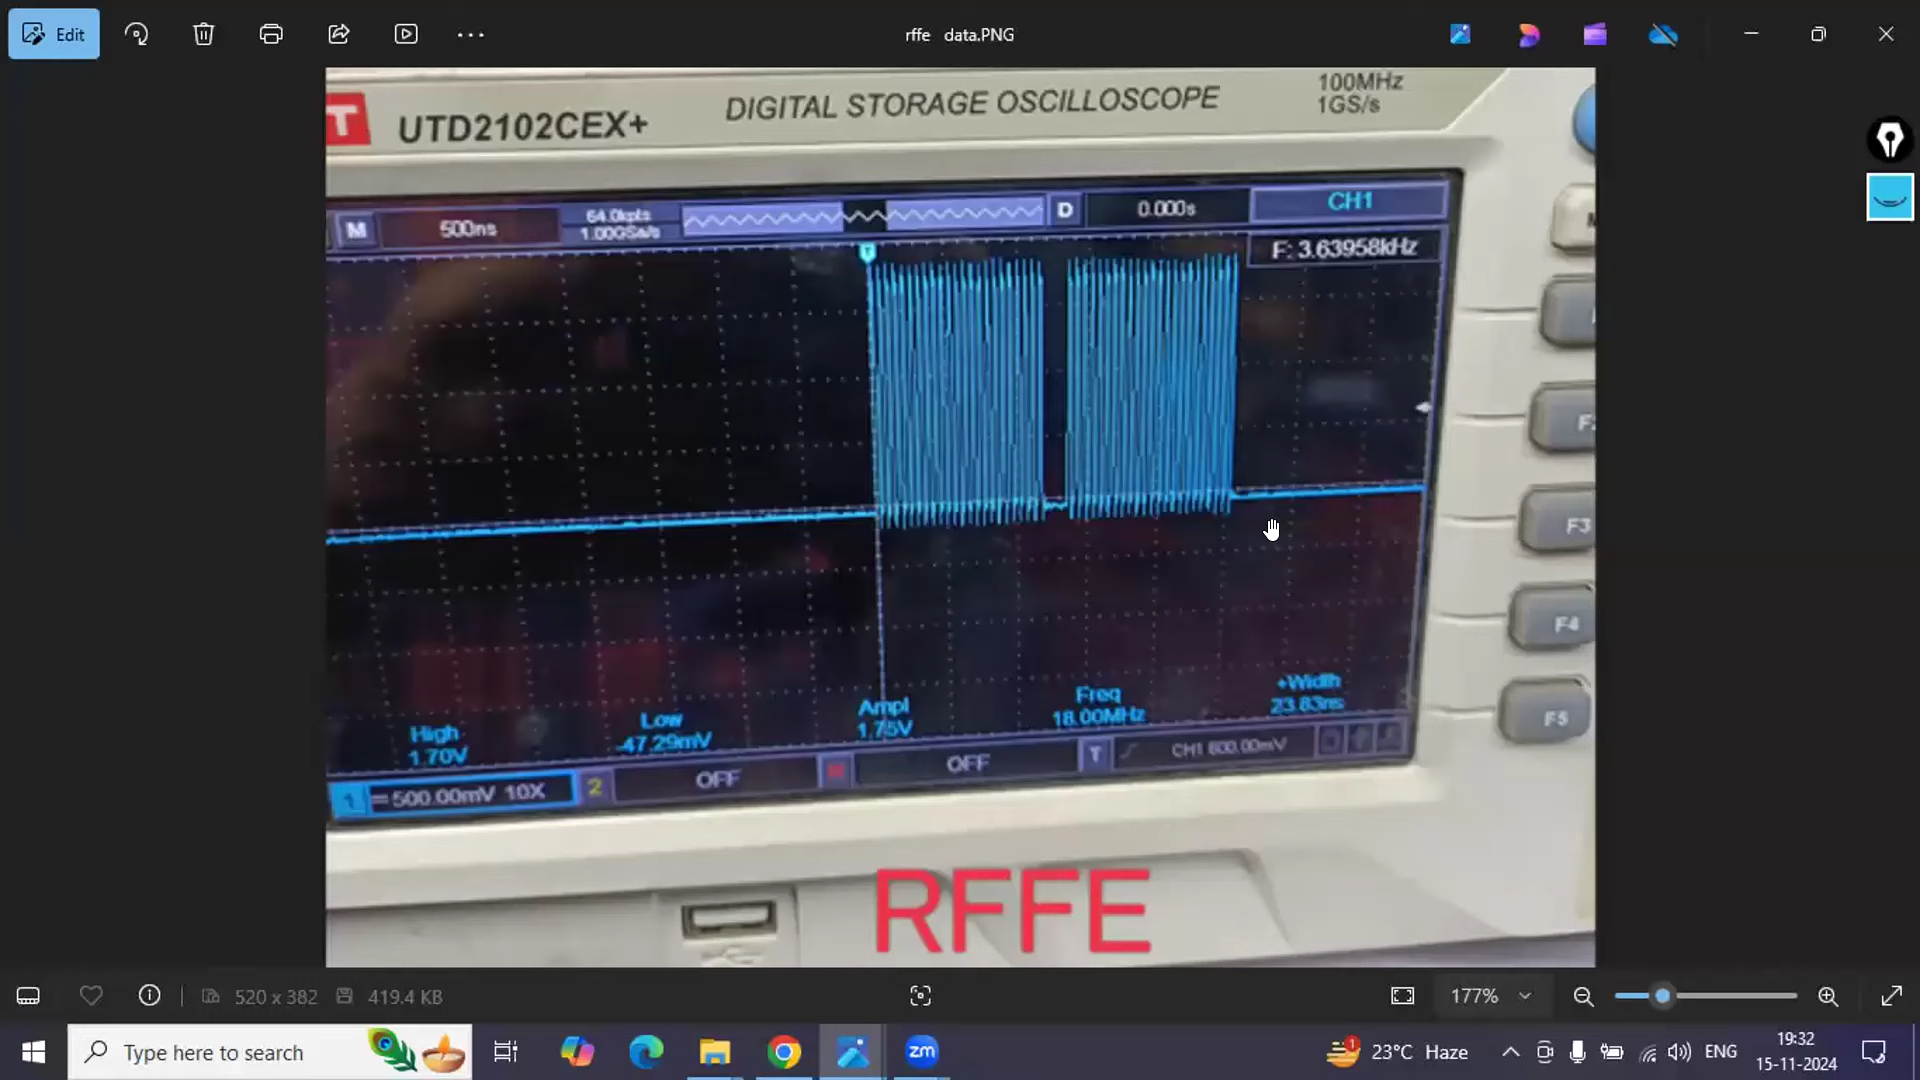 Edit
rffe data.PNG
100MHz
1GS/s
DIGITAL STORAGE OSCILLOSCOPE
T UTD2102CEX+
M 500ns 64.0kpts D 0.000s CH1
1.00GSa/s
F: 3.63958kHz
T
+Width
23.83ns
Freq
18.00MHz
Ampl
1.75V
Low
-47.29mV
High
1.70V
1 500.00mV 10X 2 OFF OFF T CH1 600.00mV
F3
F4
F5
RFFE
520 x 382 419.4 KB 177%
Type here to search zm 1 23°C Haze ENG 19:32
15-11-2024